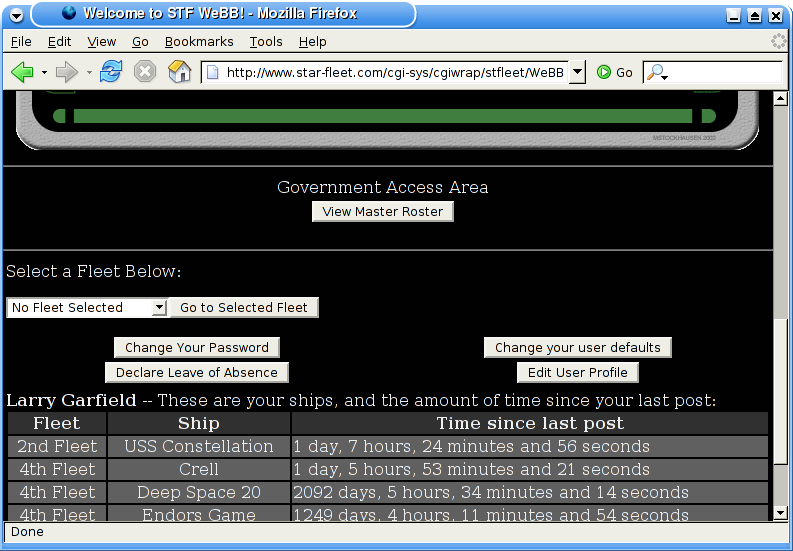 Welcome to STF WeBB! - Mozilla Firefox
File Edit View Go Bookmarks Tools Help
http://www.star-fleet.com/cgi-sys/cgiwrap/stfleet/WeBB Go
Government Access Area
View Master Roster
Select a Fleet Below:
No Fleet Selected Go to Selected Fleet
Change Your Password Change your user defaults
Declare Leave of Absence Edit User Profile
Larry Garfield -- These are your ships, and the amount of time since your last post:
Fleet Ship Time since last post
2nd Fleet USS Constellation 1 day, 7 hours, 24 minutes and 56 seconds
4th Fleet Crell 1 day, 5 hours, 53 minutes and 21 seconds
4th Fleet Deep Space 20 2092 days, 5 hours, 34 minutes and 14 seconds
4th Fleet Endors Game 1249 days, 4 hours, 11 minutes and 54 seconds
Done